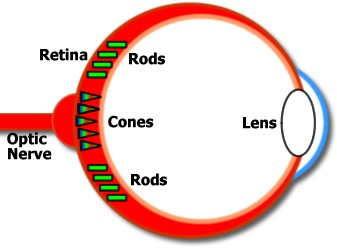 Retina
Rods
Cones
Lens
Optic
Nerve
Rods